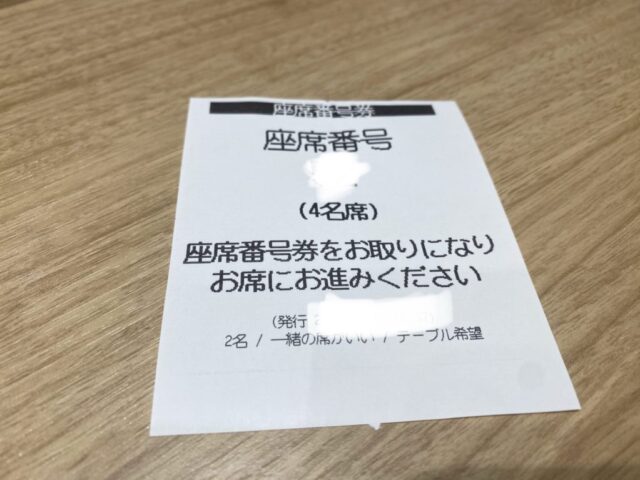 座席番号券
座席番号
(4名席)
座席番号券をお取りになり
お席にお進みください
(発行
2名 / 一緒の席がいい / テーブル希望